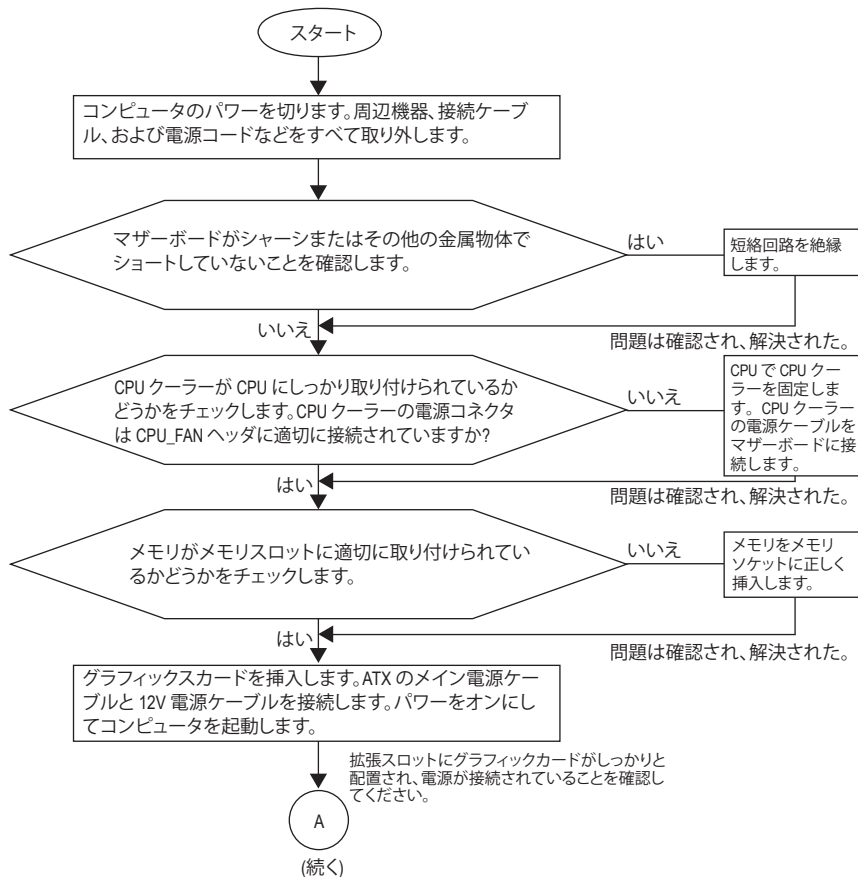 スタート
コンピュータのパワーを切ります。周辺機器、接続ケーブ
ル、および電源コードなどをすべて取り外します。
マザーボードがシャーシまたはその他の金属物体で
ショートしていないことを確認します。
はい
短絡回路を絶縁
します。
いいえ
問題は確認され、解決された。
CPU クーラーが CPU にしっかり取り付けられているか
どうかをチェックします。CPU クーラーの電源コネクタ
は CPU_FAN ヘッダに適切に接続されていますか?
いいえ
CPU で CPU クー
ラーを固定しま
す。 CPU クーラー
の電源ケーブルを
マザーボードに接
続します。
はい
問題は確認され、解決された。
メモリがメモリスロットに適切に取り付けられてい
るかどうかをチェックします。
いいえ
メモリをメモリ
ソケットに正しく
挿入します。
はい
問題は確認され、解決された。
グラフィックスカードを挿入します。ATX のメイン電源ケー
ブルと 12V 電源ケーブルを接続します。パワーをオンにし
てコンピュータを起動します。
拡張スロットにグラフィックカードがしっかりと
配置され、電源が接続されていることを確認し
てください。
A
(続く)